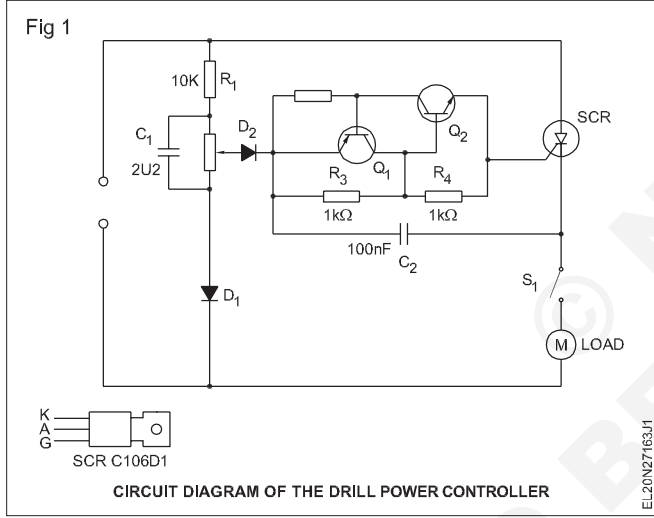 Fig 1
10K R1
C1
2U2
D2
Q1
Q2
SCR
R3
1kΩ
R4
1kΩ
100nF
C2
S1
D1
M LOAD
K
A
G
SCR C106D1
CIRCUIT DIAGRAM OF THE DRILL POWER CONTROLLER
EL20N27163J1